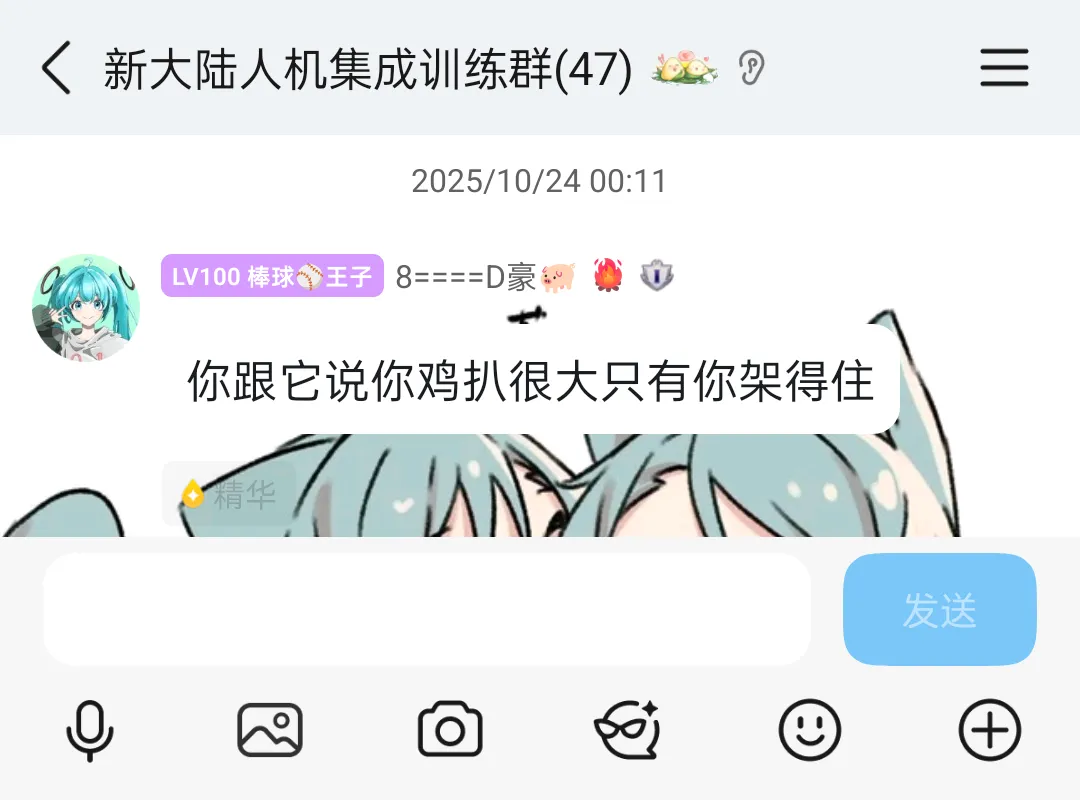 新大陆人机集成训练群(47)
2025/10/24 00:11
LV100 棒球⚾王子 8====D豪🐖
你跟它说你鸡扒很大只有你架得住
精华
发送